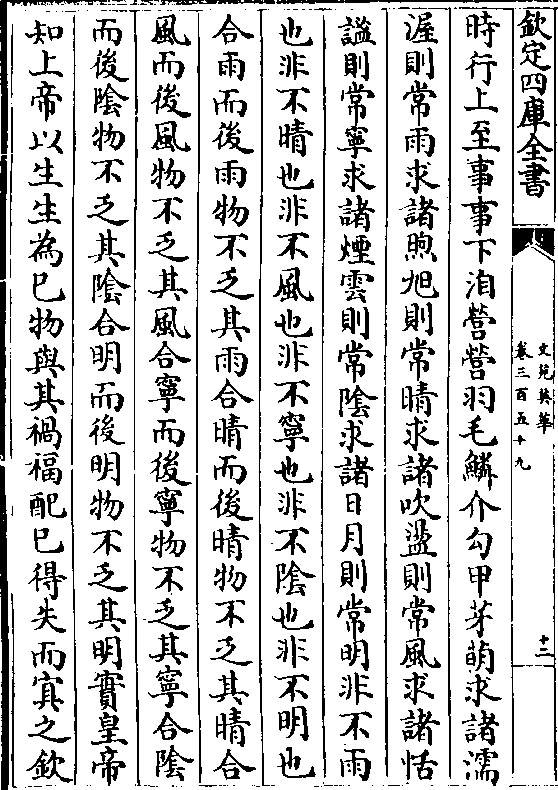 欽定四庫全書
文苑英華
卷三百五十九
十二
時行上至事事下洎營營羽毛鱗介勾甲芽萌求諸濡
渥則常雨求諸煦旭則常晴求諸吹盪則常風求諸恬
謐則常寧求諸煙雲則常陰求諸日月則常明非不雨
也非不晴也非不風也非不寧也非不陰也非不明也
合雨而後雨物不乏其雨合晴而後晴物不乏其晴合
風而後風物不乏其風合寧而後寧物不乏其寧合陰
而後陰物不乏其陰合明而後明物不乏其明實皇帝
知上帝以生生為已物與其禍福配已得失而寘之欽